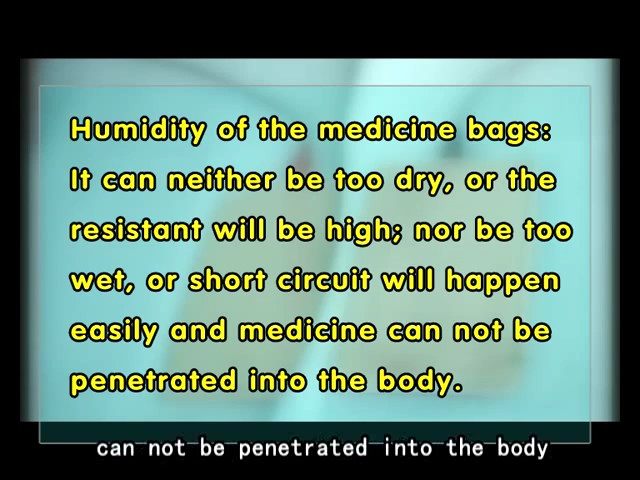 Humidity of the medicine bags:
It can neither be too dry, or the
resistant will be high; nor be too
wet, or short circuit will happen
easily and medicine can not be
penetrated into the body.
can not be penetrated into the body